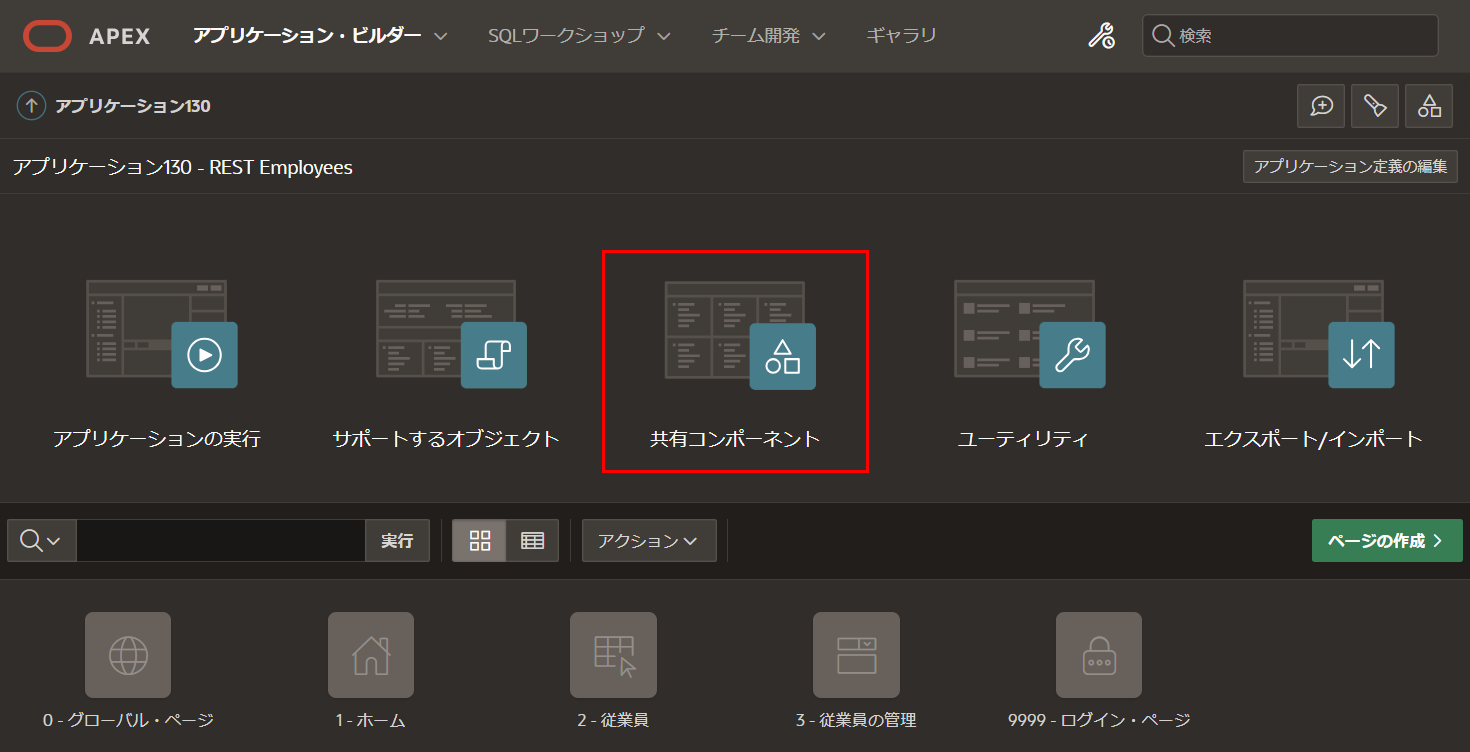 APEX アプリケーション・ビルダー SQLワークショップ チーム開発 ギャラリ 検索
アプリケーション130
アプリケーション130 - REST Employees アプリケーション定義の編集
アプリケーションの実行 サポートするオブジェクト 共有コンポーネント ユーティリティ エクスポート/インポート
実行 アクション ページの作成
0 - グローバル・ページ 1 - ホーム 2 - 従業員 3 - 従業員の管理 9999 - ログイン・ページ